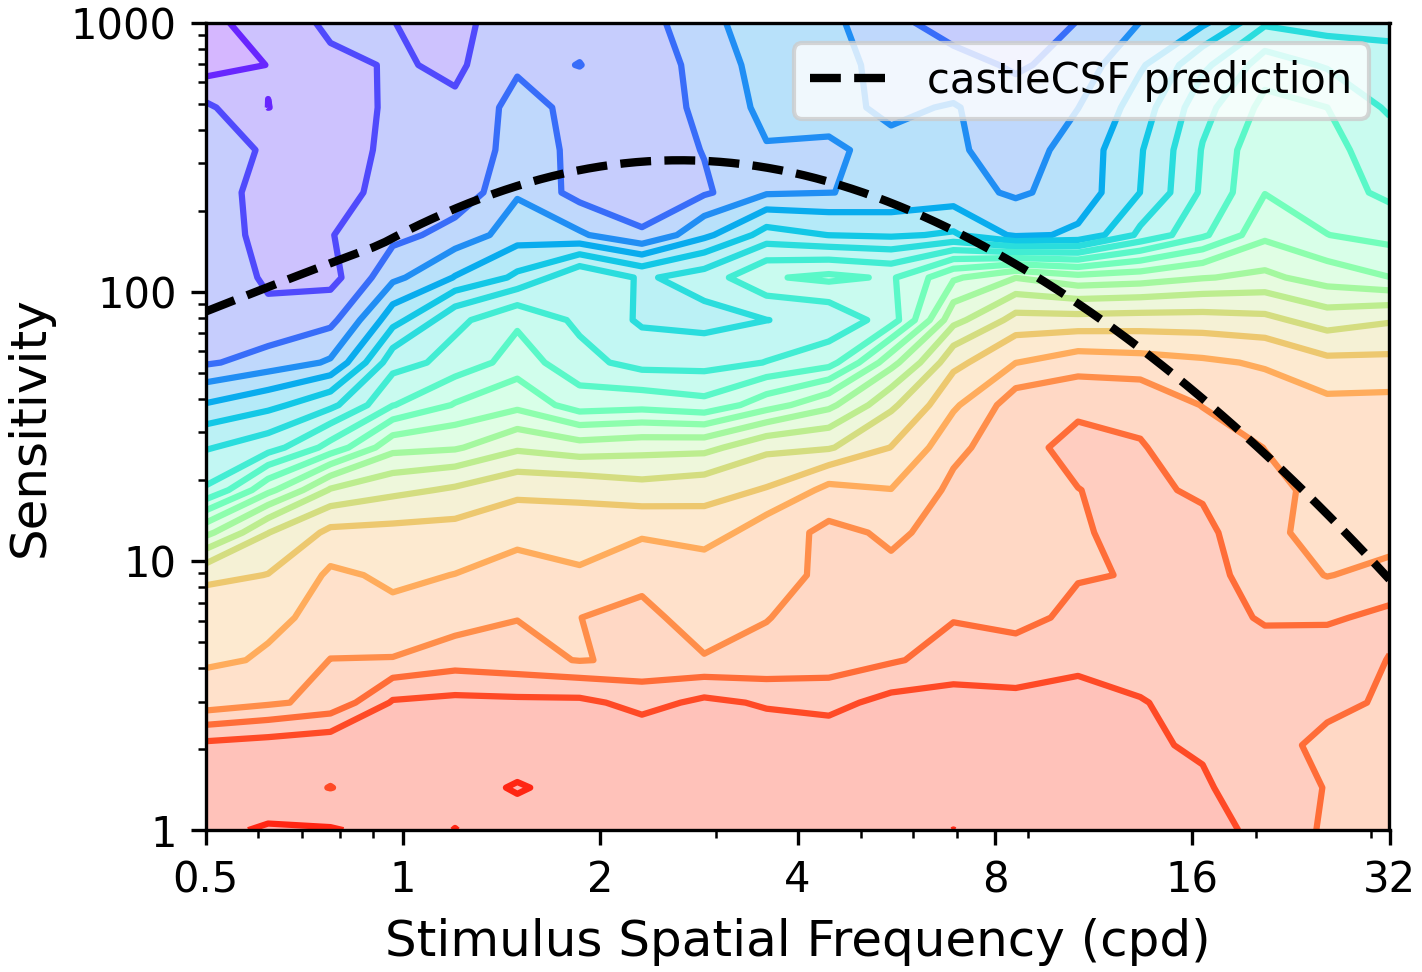 1000
castleCSF prediction
100
Sensitivity
10
1
0.5 1 2 4 8 16 32
Stimulus Spatial Frequency (cpd)